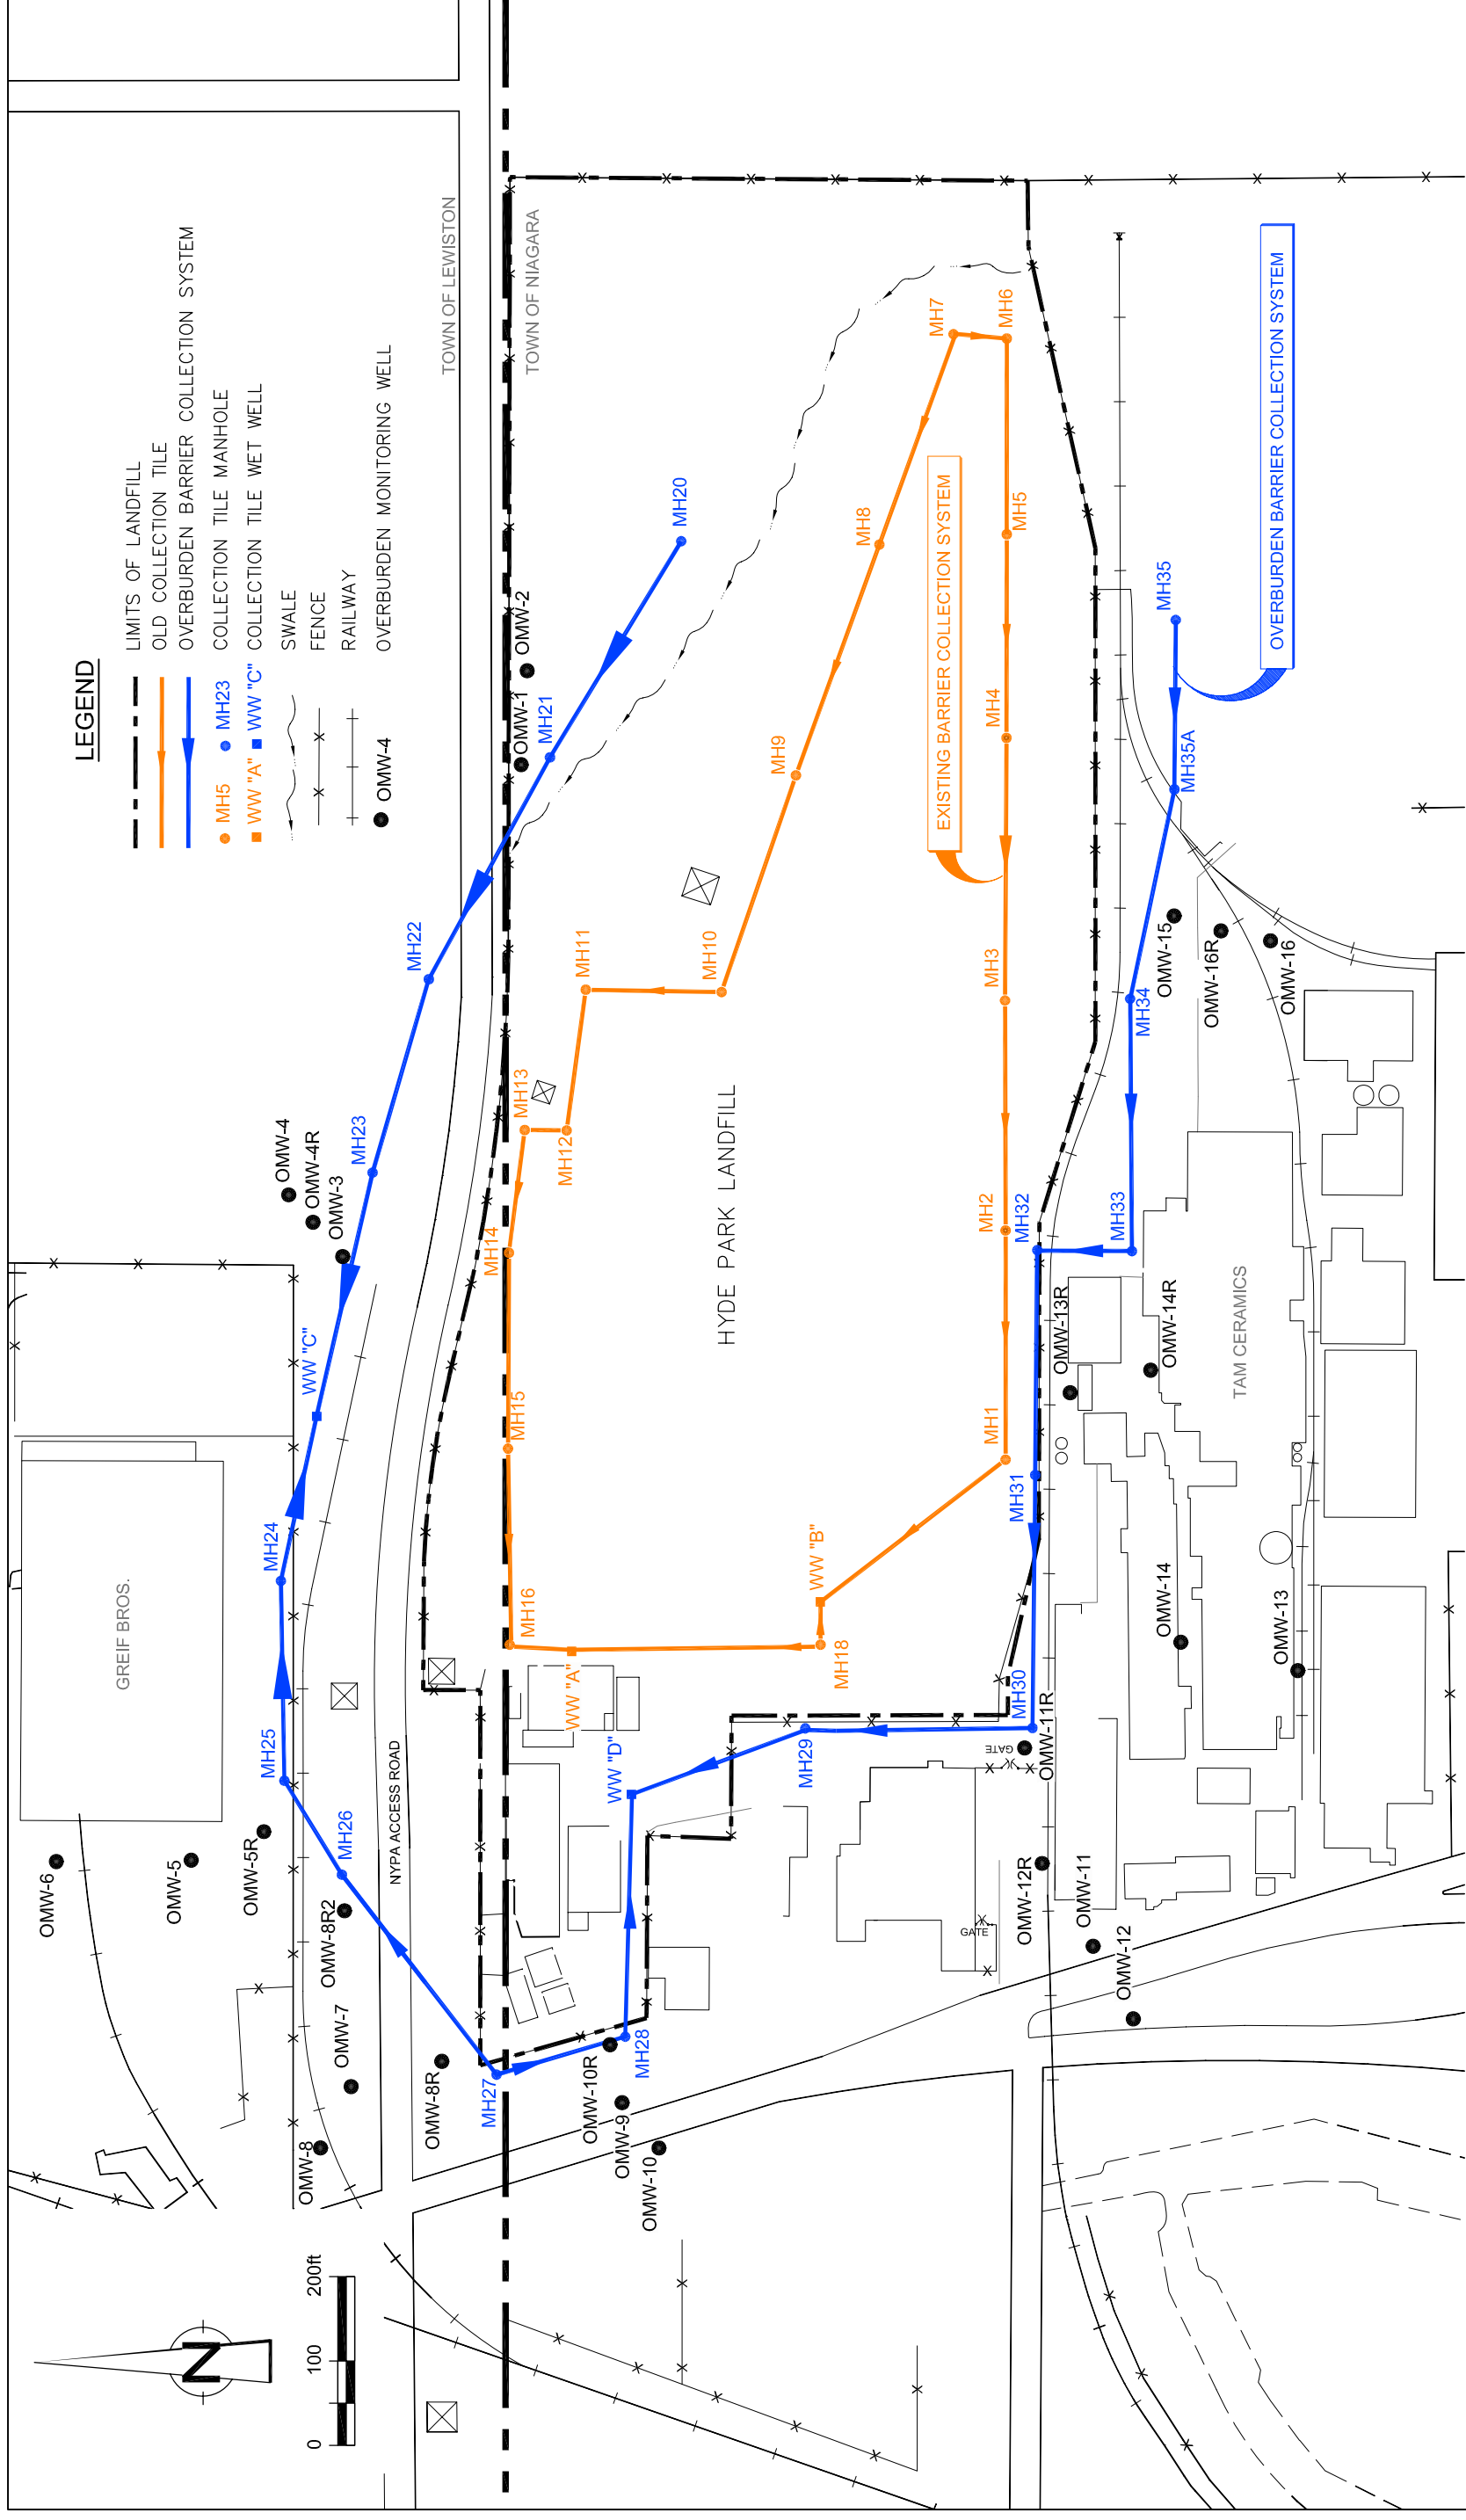 LEGEND
LIMITS OF LANDFILL
OLD COLLECTION TILE
OVERBURDEN BARRIER COLLECTION SYSTEM
MH5 MH23 COLLECTION TILE MANHOLE
WW "A" WW "C" COLLECTION TILE WET WELL
SWALE
FENCE
RAILWAY
OMW-4 OVERBURDEN MONITORING WELL
TOWN OF LEWISTON
TOWN OF NIAGARA
N
0 100 200ft
GREIF BROS.
NYPA ACCESS ROAD
HYDE PARK LANDFILL
TAM CERAMICS
EXISTING BARRIER COLLECTION SYSTEM
OVERBURDEN BARRIER COLLECTION SYSTEM
GATE
GATE
OMW-6
OMW-5
OMW-5R
OMW-8R2
OMW-7
OMW-8
OMW-8R
OMW-10R
OMW-9
OMW-10
OMW-4
OMW-4R
OMW-3
OMW-1
OMW-2
OMW-15
OMW-16R
OMW-16
OMW-13R
OMW-14R
OMW-14
OMW-13
OMW-11R
OMW-12R
OMW-11
OMW-12
MH20
MH21
MH22
MH23
WW "C"
MH24
MH25
MH26
MH27
MH28
WW "D"
MH29
MH30
MH31
MH32
MH33
MH34
MH35A
MH35
MH1
MH2
MH3
MH4
MH5
MH6
MH7
MH8
MH9
MH10
MH11
MH12
MH13
MH14
MH15
MH16
WW "A"
MH18
WW "B"